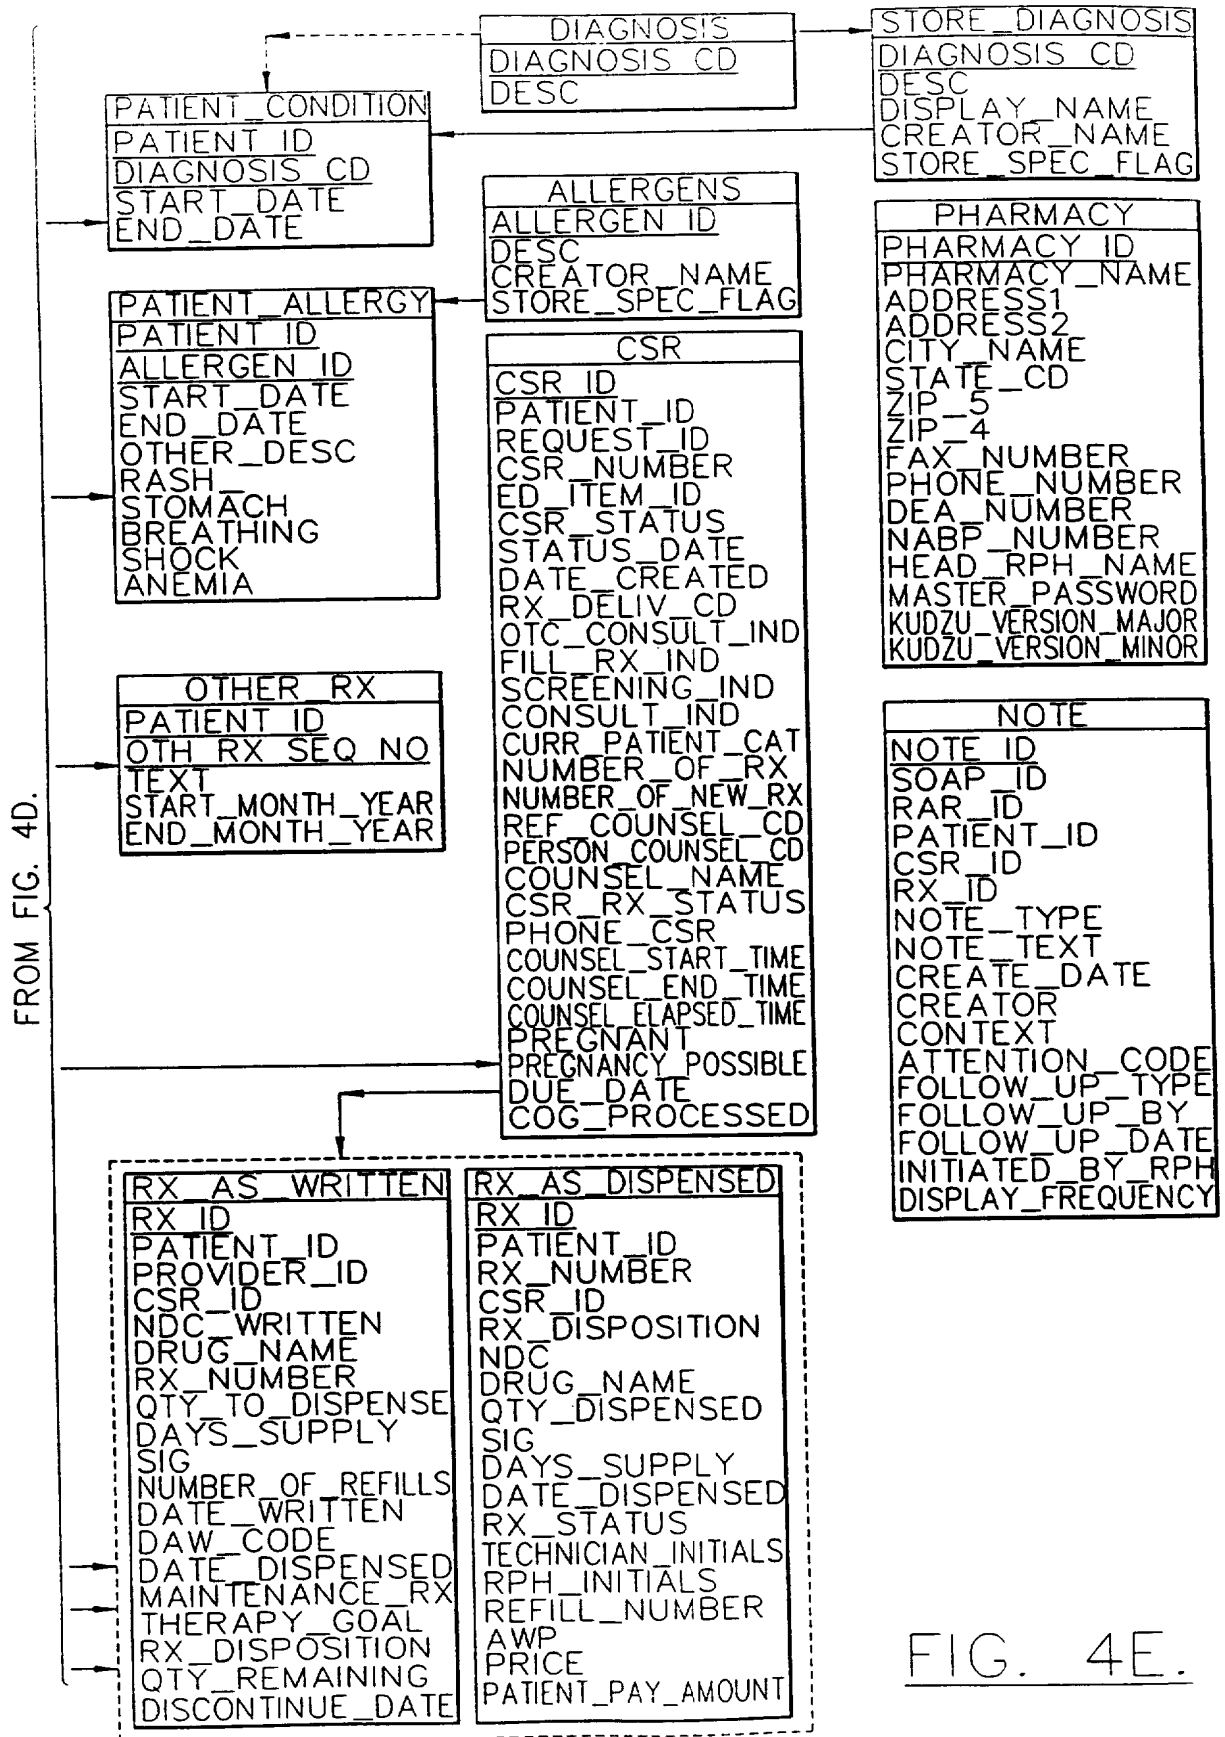 DIAGNOSIS
DIAGNOSIS_CD
DESC
STORE_DIAGNOSIS
DIAGNOSIS_CD
DESC
DISPLAY_NAME
CREATOR_NAME
STORE_SPEC_FLAG
PATIENT_CONDITION
PATIENT_ID
DIAGNOSIS_CD
START_DATE
END_DATE
ALLERGENS
ALLERGEN_ID
DESC
CREATOR_NAME
STORE_SPEC_FLAG
PHARMACY
PHARMACY_ID
PHARMACY_NAME
ADDRESS1
ADDRESS2
CITY_NAME
STATE_CD
ZIP_5
ZIP_4
FAX_NUMBER
PHONE_NUMBER
DEA_NUMBER
NABP_NUMBER
HEAD_RPH_NAME
MASTER_PASSWORD
KUDZU_VERSION_MAJOR
KUDZU_VERSION_MINOR
PATIENT_ALLERGY
PATIENT_ID
ALLERGEN_ID
START_DATE
END_DATE
OTHER_DESC
RASH_
STOMACH
BREATHING
SHOCK
ANEMIA
CSR
CSR_ID
PATIENT_ID
REQUEST_ID
CSR_NUMBER
ED_ITEM_ID
CSR_STATUS
STATUS_DATE
DATE_CREATED
RX_DELIV_CD
OTC_CONSULT_IND
FILL_RX_IND
SCREENING_IND
CONSULT_IND
CURR_PATIENT_CAT
NUMBER_OF_RX
NUMBER_OF_NEW_RX
REF_COUNSEL_CD
PERSON_COUNSEL_CD
COUNSEL_NAME
CSR_RX_STATUS
PHONE_CSR
COUNSEL_START_TIME
COUNSEL_END_TIME
COUNSEL_ELAPSED_TIME
PREGNANT
PREGNANCY_POSSIBLE
DUE_DATE
COG_PROCESSED
OTHER_RX
PATIENT_ID
OTH_RX_SEQ_NO
TEXT
START_MONTH_YEAR
END_MONTH_YEAR
NOTE
NOTE_ID
SOAP_ID
RAR_ID
PATIENT_ID
CSR_ID
RX_ID
NOTE_TYPE
NOTE_TEXT
CREATE_DATE
CREATOR
CONTEXT
ATTENTION_CODE
FOLLOW_UP_TYPE
FOLLOW_UP_BY
FOLLOW_UP_DATE
INITIATED_BY_RPH
DISPLAY_FREQUENCY
FROM FIG. 4D.
RX_AS_WRITTEN
RX_ID
PATIENT_ID
PROVIDER_ID
CSR_ID
NDC_WRITTEN
DRUG_NAME
RX_NUMBER
QTY_TO_DISPENSE
DAYS_SUPPLY
SIG
NUMBER_OF_REFILLS
DATE_WRITTEN
DAW_CODE
DATE_DISPENSED
MAINTENANCE_RX
THERAPY_GOAL
RX_DISPOSITION
QTY_REMAINING
DISCONTINUE_DATE
RX_AS_DISPENSED
RX_ID
PATIENT_ID
RX_NUMBER
CSR_ID
RX_DISPOSITION
NDC
DRUG_NAME
QTY_DISPENSED
SIG
DAYS_SUPPLY
DATE_DISPENSED
RX_STATUS
TECHNICIAN_INITIALS
RPH_INITIALS
REFILL_NUMBER
AWP
PRICE
PATIENT_PAY_AMOUNT
FIG. 4E.